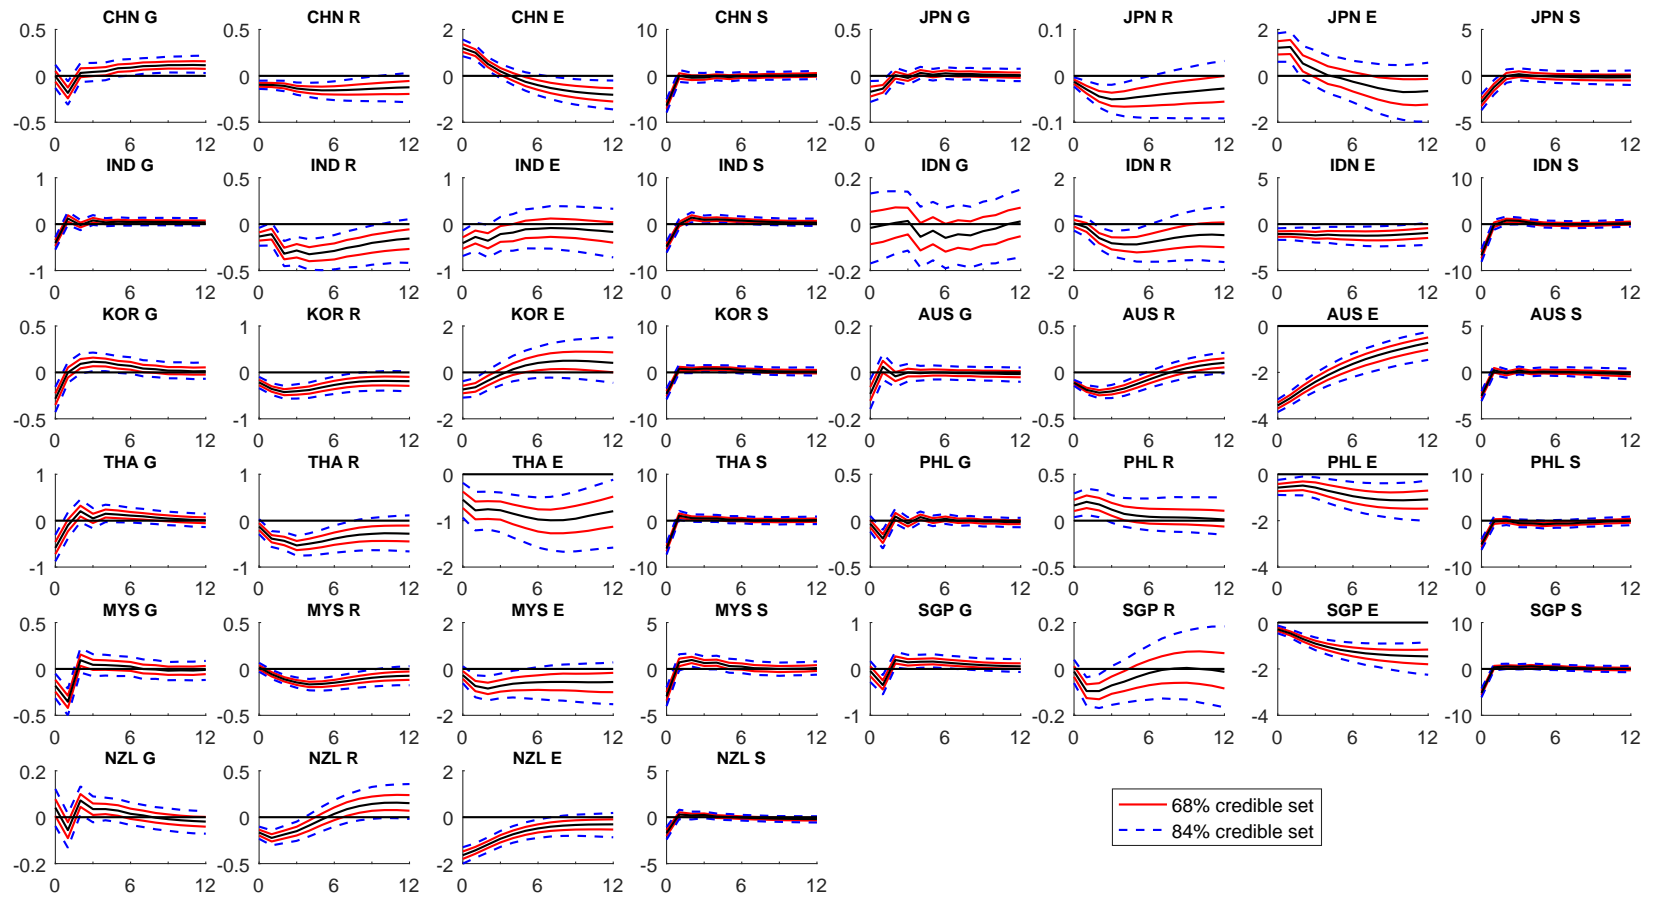 CHN G CHN R CHN E CHN S JPN G JPN R JPN E JPN S
0.5 0.5 2 10 0.5 0.1 2 5
0 0 0 0 0 0 0 0
-0.5 -0.5 -2 -10 -0.5 -0.1 -2 -5
0 6 12 0 6 12 0 6 12 0 6 12 0 6 12 0 6 12 0 6 12 0 6 12
IND G IND R IND E IND S IDN G IDN R IDN E IDN S
1 0.5 1 10 0.2 2 5 10
0 0 0 0 0 0 0 0
-1 -0.5 -1 -10 -0.2 -2 -5 -10
0 6 12 0 6 12 0 6 12 0 6 12 0 6 12 0 6 12 0 6 12 0 6 12
KOR G KOR R KOR E KOR S AUS G AUS R AUS E AUS S
0.5 1 2 10 0.2 0.5 0 5
0 0 0 0 0 0 -2 0
-0.5 -1 -2 -10 -0.2 -0.5 -4 -5
0 6 12 0 6 12 0 6 12 0 6 12 0 6 12 0 6 12 0 6 12 0 6 12
THA G THA R THA E THA S PHL G PHL R PHL E PHL S
1 1 0 10 0.5 0.5 0 10
0 0 -1 0 0 0 -2 0
-1 -1 -2 -10 -0.5 -0.5 -4 -10
0 6 12 0 6 12 0 6 12 0 6 12 0 6 12 0 6 12 0 6 12 0 6 12
MYS G MYS R MYS E MYS S SGP G SGP R SGP E SGP S
0.5 0.5 2 5 1 0.2 0 10
0 0 0 0 0 0 -2 0
-0.5 -0.5 -2 -5 -1 -0.2 -4 -10
0 6 12 0 6 12 0 6 12 0 6 12 0 6 12 0 6 12 0 6 12 0 6 12
NZL G NZL R NZL E NZL S
0.2 0.5 2 5
0 0 0 0
-0.2 -0.5 -2 -5
0 6 12 0 6 12 0 6 12 0 6 12
68% credible set
84% credible set